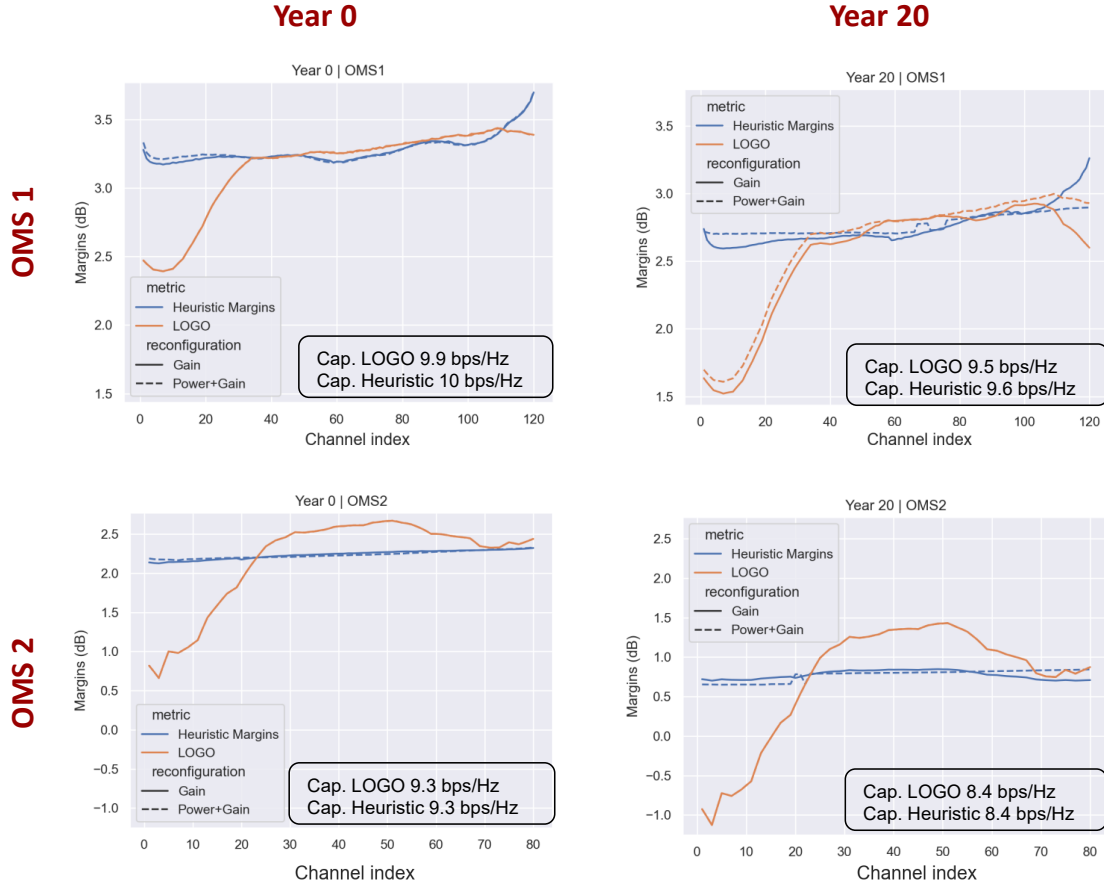 Year 0
Year 20
OMS 1
OMS 2
Year 0 | OMS1
3.5
3.0
2.5
2.0
1.5
Margins (dB)
metric
Heuristic Margins
LOGO
reconfiguration
Gain
Power+Gain
Cap. LOGO 9.9 bps/Hz
Cap. Heuristic 10 bps/Hz
0 20 40 60 80 100 120
Channel index
Year 20 | OMS1
3.5
3.0
2.5
2.0
1.5
Margins (dB)
metric
Heuristic Margins
LOGO
reconfiguration
Gain
Power+Gain
Cap. LOGO 9.5 bps/Hz
Cap. Heuristic 9.6 bps/Hz
0 20 40 60 80 100 120
Channel index
Year 0 | OMS2
2.5
2.0
1.5
1.0
0.5
0.0
−0.5
−1.0
Margins (dB)
metric
Heuristic Margins
LOGO
reconfiguration
Gain
Power+Gain
Cap. LOGO 9.3 bps/Hz
Cap. Heuristic 9.3 bps/Hz
0 10 20 30 40 50 60 70 80
Channel index
Year 20 | OMS2
2.5
2.0
1.5
1.0
0.5
0.0
−0.5
−1.0
Margins (dB)
metric
Heuristic Margins
LOGO
reconfiguration
Gain
Power+Gain
Cap. LOGO 8.4 bps/Hz
Cap. Heuristic 8.4 bps/Hz
0 10 20 30 40 50 60 70 80
Channel index